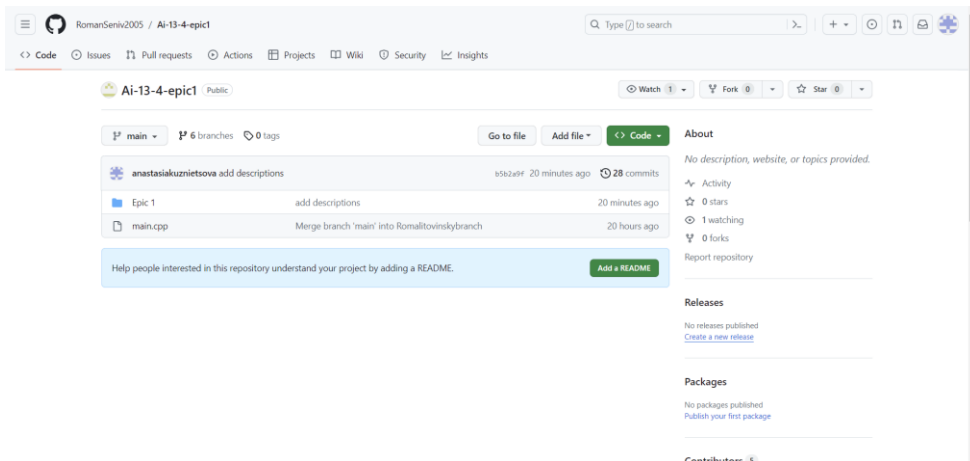 RomanSeniv2005 / Ai-13-4-epic1
Type / to search
Code Issues Pull requests Actions Projects Wiki Security Insights
Ai-13-4-epic1 Public
Watch 1 Fork 0 Star 0
main 6 branches 0 tags Go to file Add file Code
anastasiakuznietsova add descriptions b5b2a9f 20 minutes ago 28 commits
Epic 1 add descriptions 20 minutes ago
main.cpp Merge branch 'main' into Romalitovinskybranch 20 hours ago
Help people interested in this repository understand your project by adding a README. Add a README
About
No description, website, or topics provided.
Activity
0 stars
1 watching
0 forks
Report repository
Releases
No releases published
Create a new release
Packages
No packages published
Publish your first package
Contributors 5